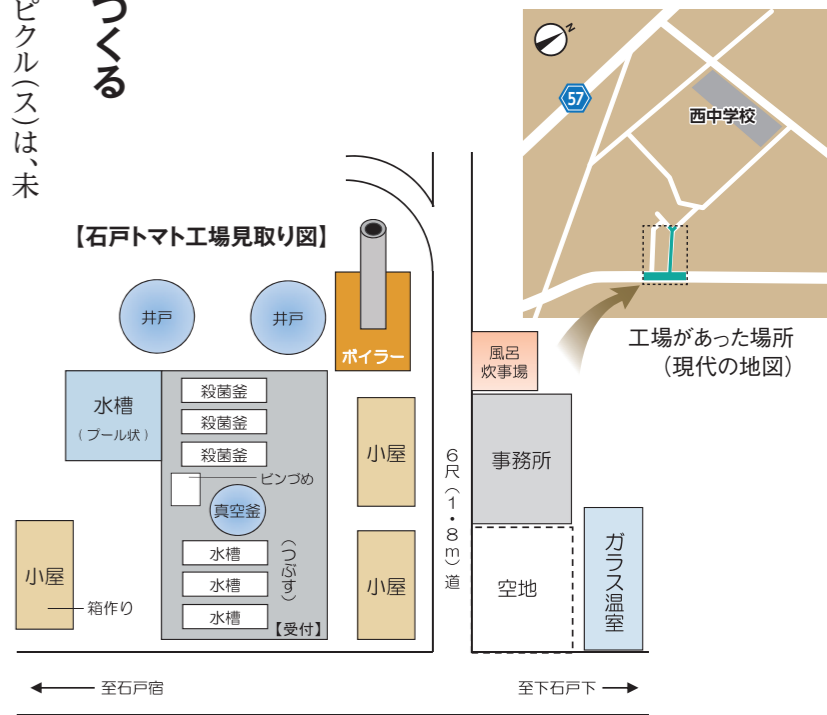 つくる
ピクル(ス)は、未
N
57
西中学校
工場があった場所
(現代の地図)
【石戸トマト工場見取り図】
井戸
井戸
ボイラー
風呂
炊事場
水槽
(プール状)
殺菌釜
殺菌釜
殺菌釜
ビンづめ
真空釜
水槽
水槽
水槽
(つぶす)
【受付】
小屋
箱作り
小屋
小屋
6尺(1・8m)道
事務所
空地
ガラス温室
至石戸宿
至下石戸下